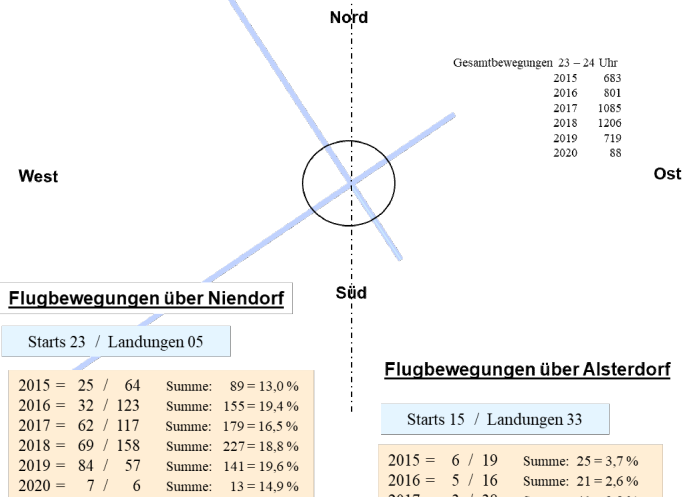 Nord
Gesamtbewegungen 23 – 24 Uhr
2015 683
2016 801
2017 1085
2018 1206
2019 719
2020 88
West
Ost
Süd
Flugbewegungen über Niendorf
Starts 23 / Landungen 05
2015 = 25 / 64 Summe: 89 = 13,0 %
2016 = 32 / 123 Summe: 155 = 19,4 %
2017 = 62 / 117 Summe: 179 = 16,5 %
2018 = 69 / 158 Summe: 227 = 18,8 %
2019 = 84 / 57 Summe: 141 = 19,6 %
2020 = 7 / 6 Summe: 13 = 14,9 %
Flugbewegungen über Alsterdorf
Starts 15 / Landungen 33
2015 = 6 / 19 Summe: 25 = 3,7 %
2016 = 5 / 16 Summe: 21 = 2,6 %